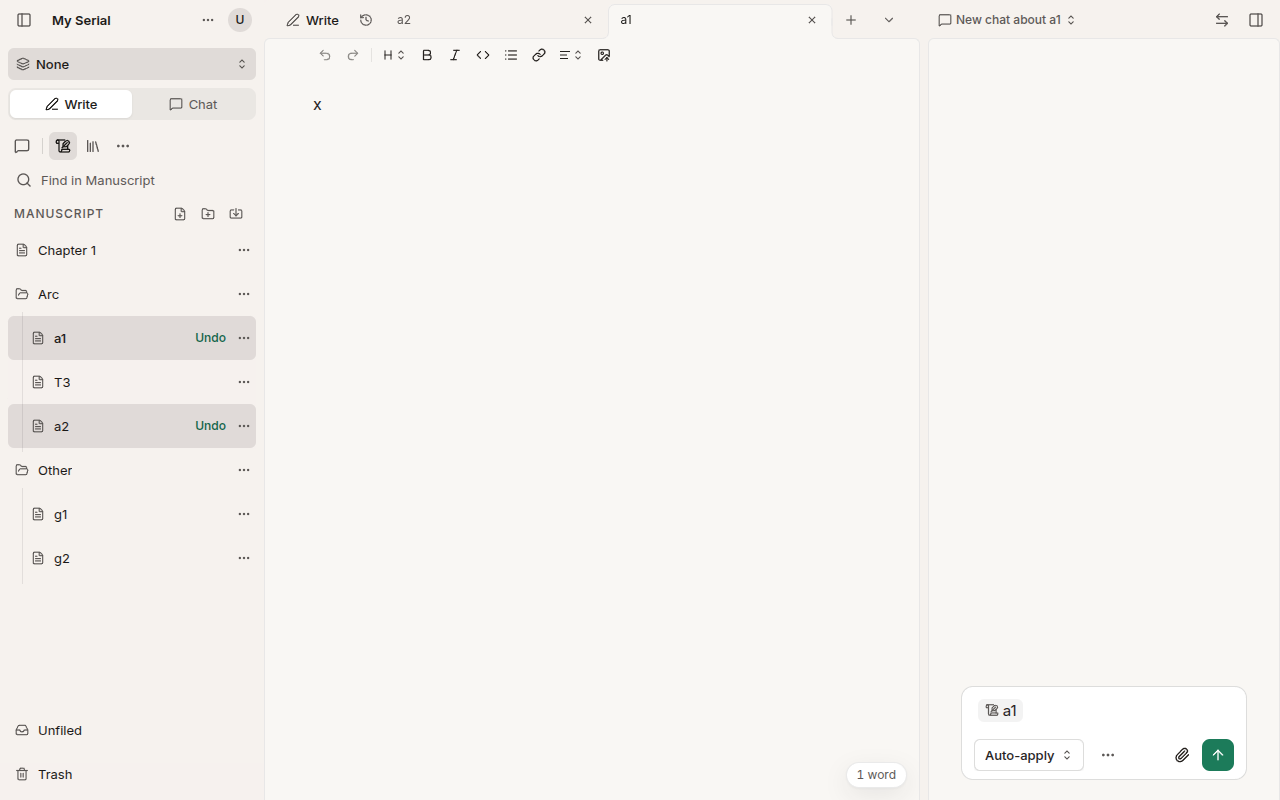 My Serial
U
Write
a2
a1
New chat about a1
None
Write
Chat
H
B
I
Find in Manuscript
MANUSCRIPT
x
Chapter 1
Arc
a1
Undo
T3
a2
Undo
Other
g1
g2
Unfiled
Trash
1 word
a1
Auto-apply